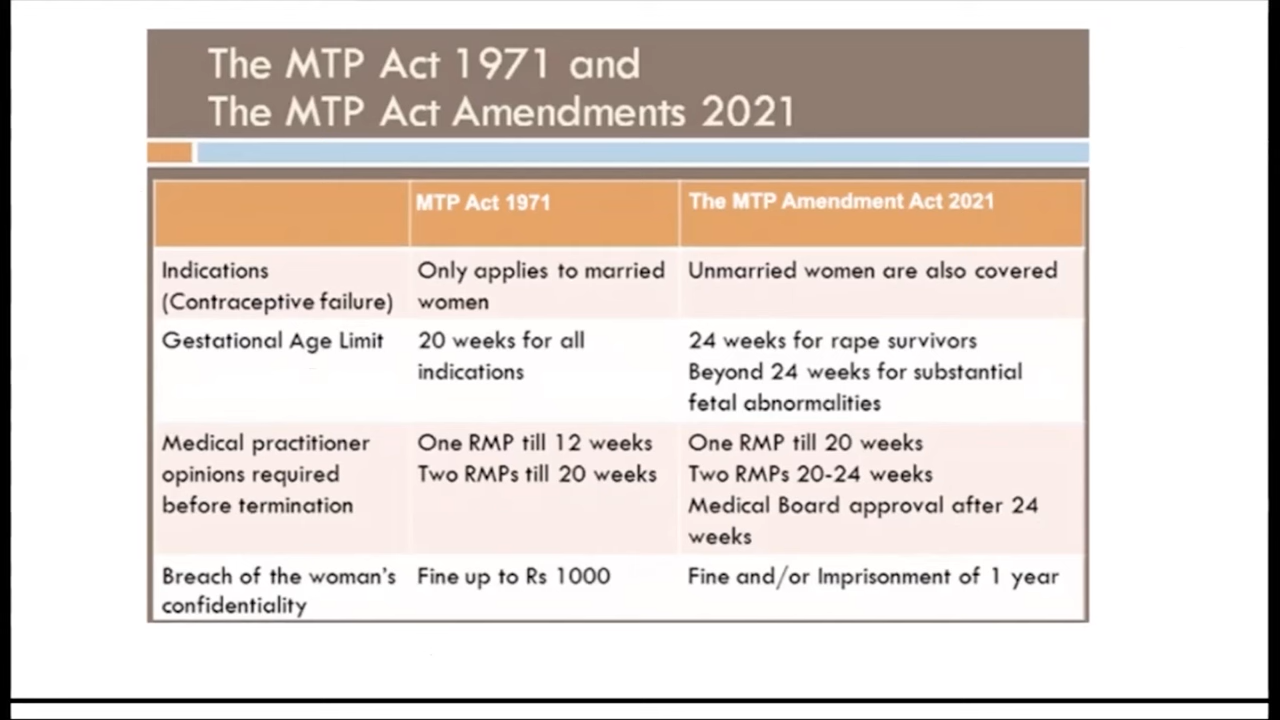 The MTP Act 1971 and
The MTP Act Amendments 2021
MTP Act 1971
The MTP Amendment Act 2021
Indications
(Contraceptive failure)
Only applies to married
women
Unmarried women are also covered
Gestational Age Limit
20 weeks for all
indications
24 weeks for rape survivors
Beyond 24 weeks for substantial
fetal abnormalities
Medical practitioner
opinions required
before termination
One RMP till 12 weeks
Two RMPs till 20 weeks
One RMP till 20 weeks
Two RMPs 20-24 weeks
Medical Board approval after 24
weeks
Breach of the woman's
confidentiality
Fine up to Rs 1000
Fine and/or Imprisonment of 1 year